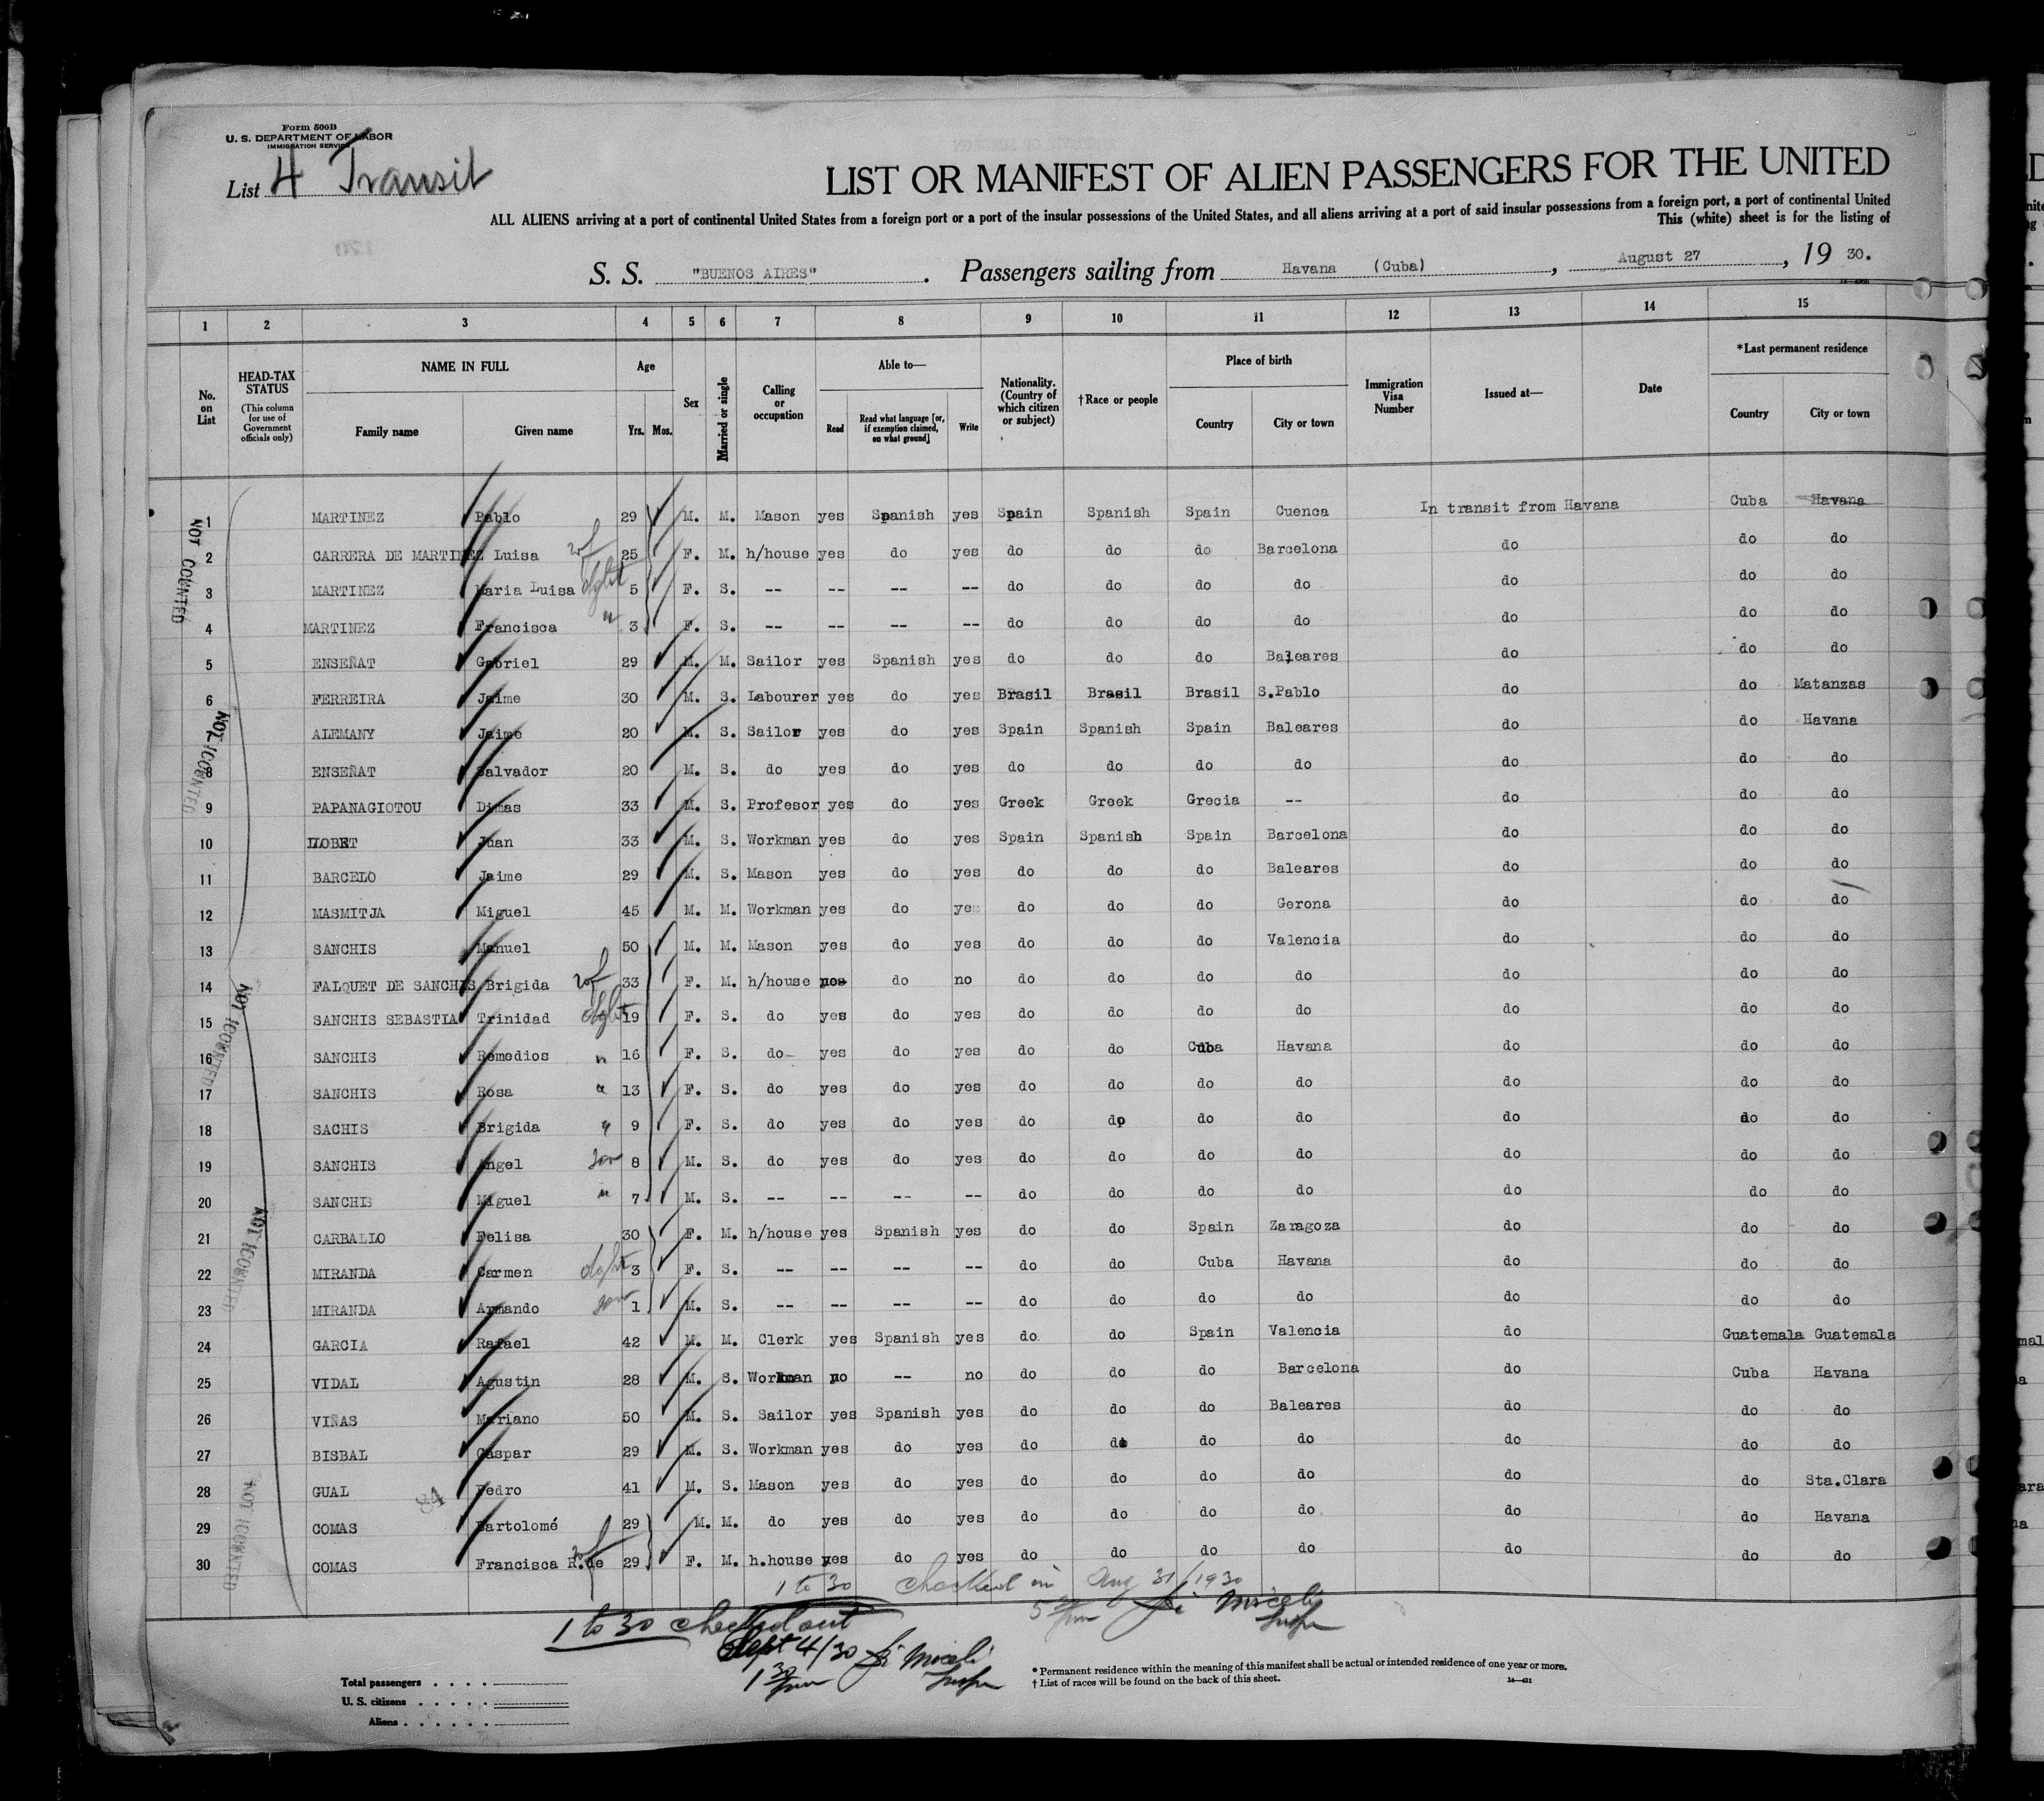 Form 500B
U. S. DEPARTMENT OF LABOR
IMMIGRATION SERVICE
List 4 Transit
LIST OR MANIFEST OF ALIEN PASSENGERS FOR THE UNITED
ALL ALIENS arriving at a port of continental United States from a foreign port or a port of the insular possessions of the United States, and all aliens arriving at a port of said insular possessions from a foreign port, a port of continental United
This (white) sheet is for the listing of
S. S. "BUENOS AIRES". Passengers sailing from Havana (Cuba), August 27, 1930.
1 2 3 4 5 6 7 8 9 10 11 12 13 14 15
No. on List
HEAD-TAX STATUS (This column for use of Government officials only)
NAME IN FULL
Family name Given name
Age
Yrs. Mos.
Sex
Married or single
Calling or occupation
Able to—
Read Read what language [or, if exemption claimed, on what ground] Write
Nationality. (Country of which citizen or subject)
†Race or people
Place of birth
Country City or town
Immigration Visa Number
Issued at—
Date
*Last permanent residence
Country City or town
1 MARTINEZ Pablo 29 M. M. Mason yes Spanish yes Spain Spanish Spain Cuenca In transit from Havana Cuba Havana
2 CARRERA DE MARTINEZ Luisa wf 25 F. M. h/house yes do yes do do do Barcelona do do do
3 MARTINEZ Maria Luisa dght 5 F. S. -- -- -- -- do do do do do do do
4 MARTINEZ Francisca " 3 F. S. -- -- -- -- do do do do do do do
5 ENSEÑAT Gabriel 29 M. M. Sailor yes Spanish yes do do do Baleares do do do
6 FERREIRA Jaime 30 M. S. Labourer yes do yes Brasil Brasil Brasil S.Pablo do do Matanzas
7 ALEMANY Jaime 20 M. S. Sailor yes do yes Spain Spanish Spain Baleares do do Havana
8 ENSEÑAT Salvador 20 M. S. do yes do yes do do do do do do do
9 PAPANAGIOTOU Dimas 33 M. S. Profesor yes do yes Greek Greek Grecia -- do do do
10 LLOBET Juan 33 M. S. Workman yes do yes Spain Spanish Spain Barcelona do do do
11 BARCELO Jaime 29 M. S. Mason yes do yes do do do Baleares do do do
12 MASMITJA Miguel 45 M. M. Workman yes do yes do do do Gerona do do do
13 SANCHIS Manuel 50 M. M. Mason yes do yes do do do Valencia do do do
14 FALQUET DE SANCHIS Brigida wf 33 F. M. h/house no do no do do do do do do do
15 SANCHIS SEBASTIA Trinidad dght 19 F. S. do yes do yes do do do do do do do
16 SANCHIS Remedios " 16 F. S. do yes do yes do do Cuba Havana do do do
17 SANCHIS Rosa " 13 F. S. do yes do yes do do do do do do do
18 SACHIS Brigida " 9 F. S. do yes do yes do do do do do do do
19 SANCHIS Angel son 8 M. S. do yes do yes do do do do do do do
20 SANCHIS Miguel " 7 M. S. -- -- -- -- do do do do do do do
21 CARBALLO Felisa 30 F. M. h/house yes Spanish yes do do Spain Zaragoza do do do
22 MIRANDA Carmen dght 3 F. S. -- -- -- -- do do Cuba Havana do do do
23 MIRANDA Armando son 1 M. S. -- -- -- -- do do do do do do do
24 GARCIA Rafael 42 M. M. Clerk yes Spanish yes do do Spain Valencia do Guatemala Guatemala
25 VIDAL Agustin 28 M. S. Workman no -- no do do do Barcelona do Cuba Havana
26 VIÑAS Mariano 50 M. S. Sailor yes Spanish yes do do do Baleares do do do
27 BISBAL Gaspar 29 M. S. Workman yes do yes do do do do do do do
28 GUAL Pedro 41 M. S. Mason yes do yes do do do do do do Sta.Clara
29 COMAS Bartolomé 29 M. M. do yes do yes do do do do do do Havana
30 COMAS Francisca R.de wf 29 F. M. h.house yes do yes do do do do do do do
NOT COUNTED
NOT COUNTED
NOT COUNTED
NOT COUNTED
NOT COUNTED
84
1 to 30 checked in Aug 31/1930
5 pm Miceli Insp
1 to 30 checked out
Sept 4/30 Miceli
1 30 pm Insp
Total passengers
U. S. citizens
Aliens
* Permanent residence within the meaning of this manifest shall be actual or intended residence of one year or more.
† List of races will be found on the back of this sheet.